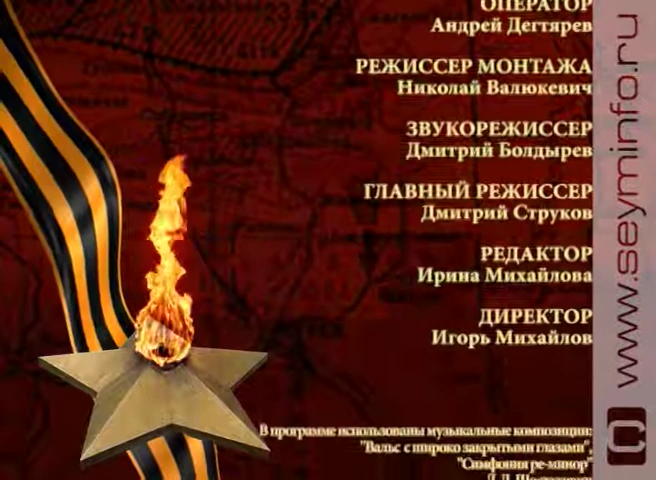 ОПЕРАТОР
Андрей Дегтярев
РЕЖИССЕР МОНТАЖА
Николай Валюкевич
ЗВУКОРЕЖИССЕР
Дмитрий Болдырев
ГЛАВНЫЙ РЕЖИССЕР
Дмитрий Струков
РЕДАКТОР
Ирина Михайлова
ДИРЕКТОР
Игорь Михайлов
В программе использованы музыкальные композиции:
"Вальс с широко закрытыми глазами",
"Симфония ре-минор"
www.seyminfo.ru